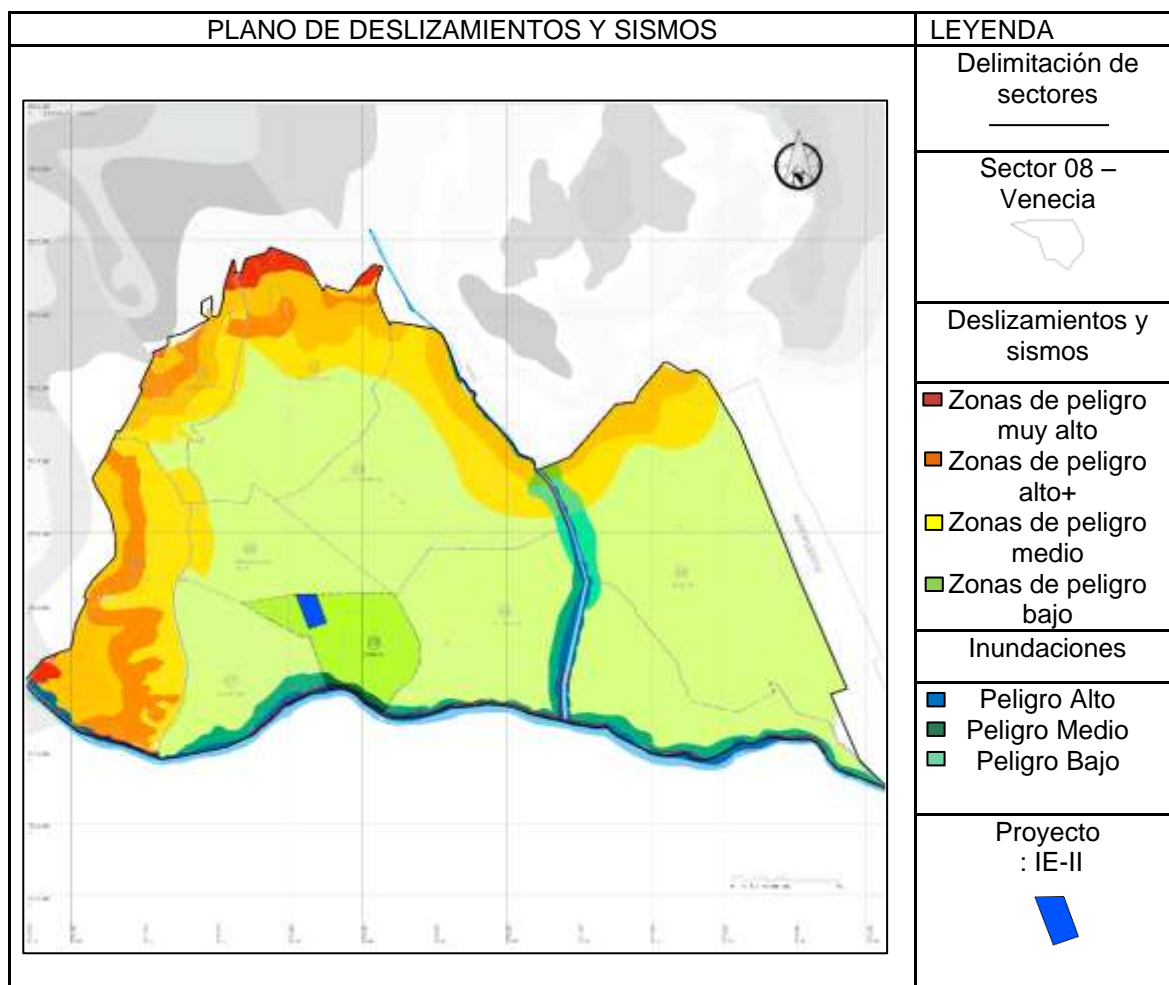 PLANO DE DESLIZAMIENTOS Y SISMOS
LEYENDA
Delimitación de
sectores
Sector 08 –
Venecia
Deslizamientos y
sismos
Zonas de peligro
muy alto
Zonas de peligro
alto+
Zonas de peligro
medio
Zonas de peligro
bajo
Inundaciones
Peligro Alto
Peligro Medio
Peligro Bajo
Proyecto
: IE-II